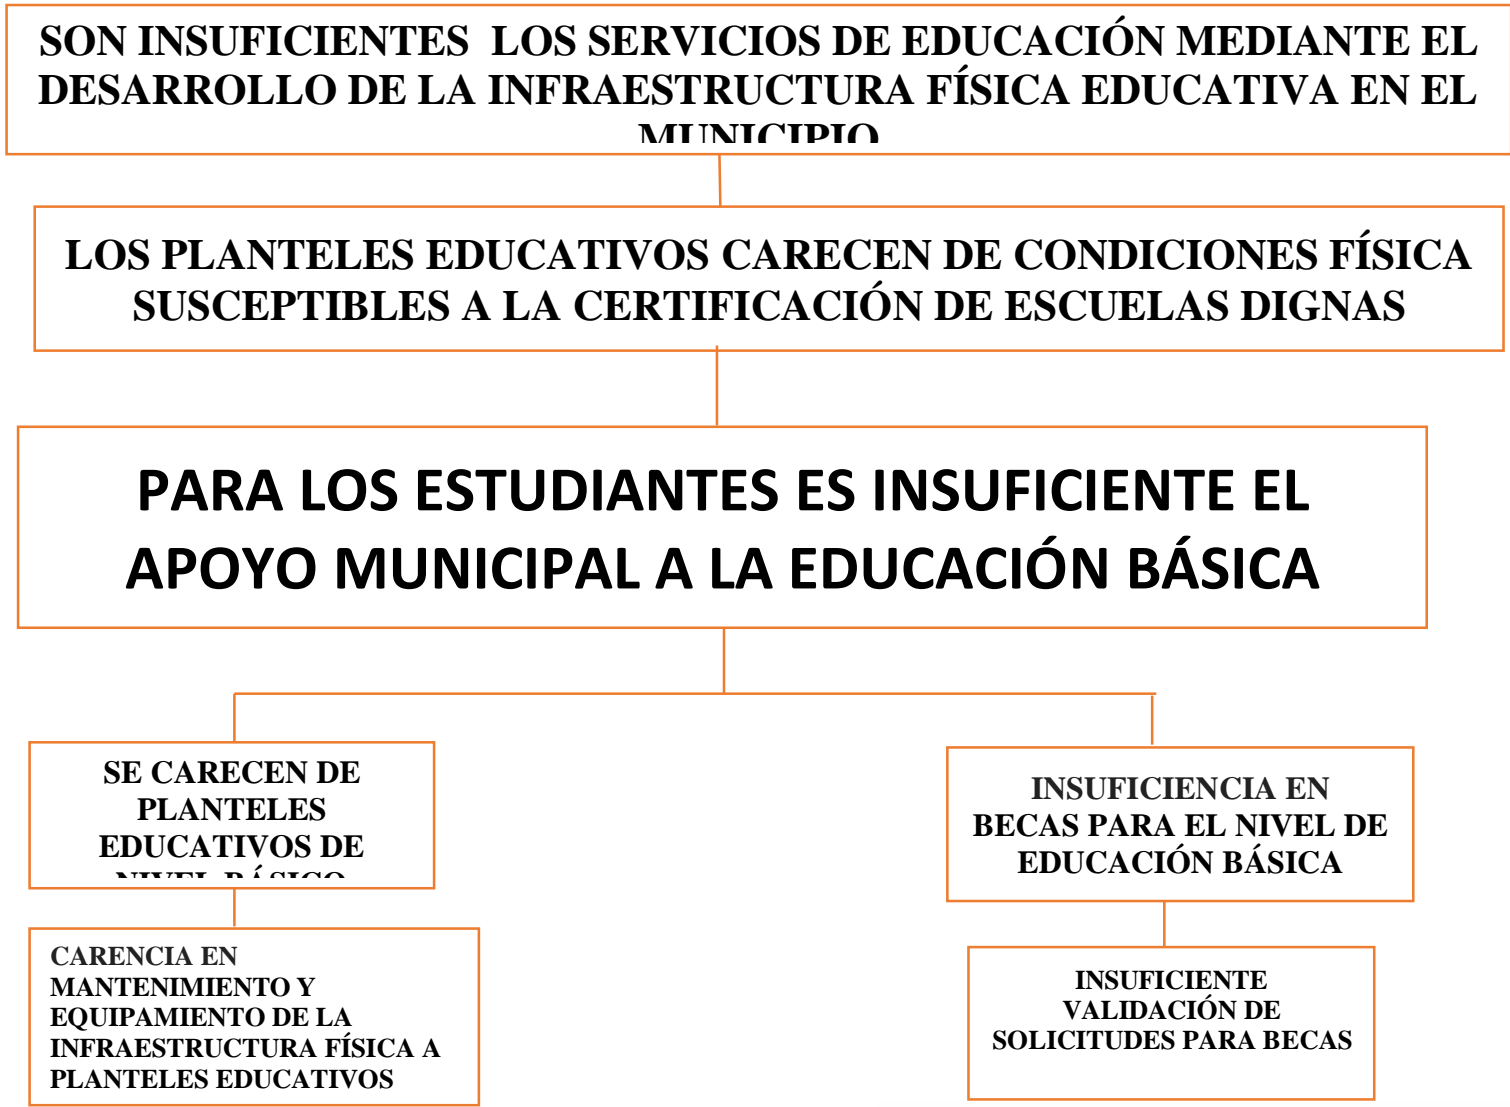 SON INSUFICIENTES LOS SERVICIOS DE EDUCACIÓN MEDIANTE EL
DESARROLLO DE LA INFRAESTRUCTURA FÍSICA EDUCATIVA EN EL
MUNICIPIO
LOS PLANTELES EDUCATIVOS CARECEN DE CONDICIONES FÍSICA
SUSCEPTIBLES A LA CERTIFICACIÓN DE ESCUELAS DIGNAS
PARA LOS ESTUDIANTES ES INSUFICIENTE EL
APOYO MUNICIPAL A LA EDUCACIÓN BÁSICA
SE CARECEN DE
PLANTELES
EDUCATIVOS DE
NIVEL BÁSICO
INSUFICIENCIA EN
BECAS PARA EL NIVEL DE
EDUCACIÓN BÁSICA
CARENCIA EN
MANTENIMIENTO Y
EQUIPAMIENTO DE LA
INFRAESTRUCTURA FÍSICA A
PLANTELES EDUCATIVOS
INSUFICIENTE
VALIDACIÓN DE
SOLICITUDES PARA BECAS